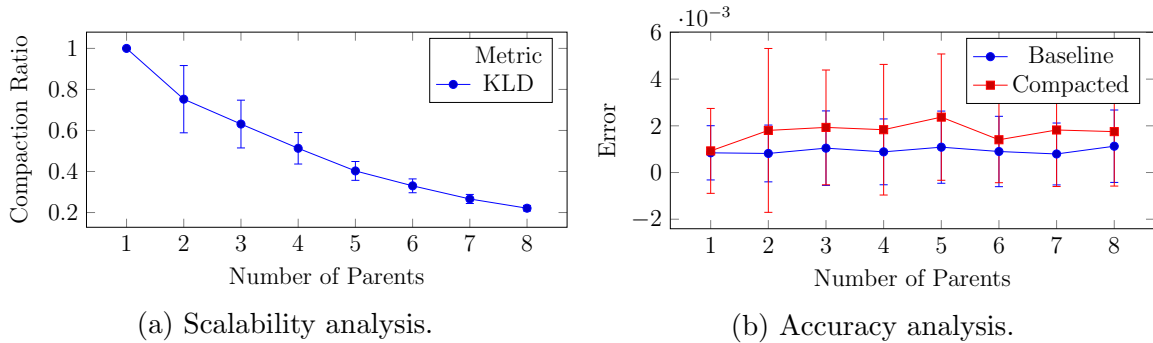 Compaction Ratio
1
0.8
0.6
0.4
0.2
Metric
KLD
1 2 3 4 5 6 7 8
Number of Parents
(a) Scalability analysis.
·10−3
Error
6
4
2
0
−2
Baseline
Compacted
1 2 3 4 5 6 7 8
Number of Parents
(b) Accuracy analysis.